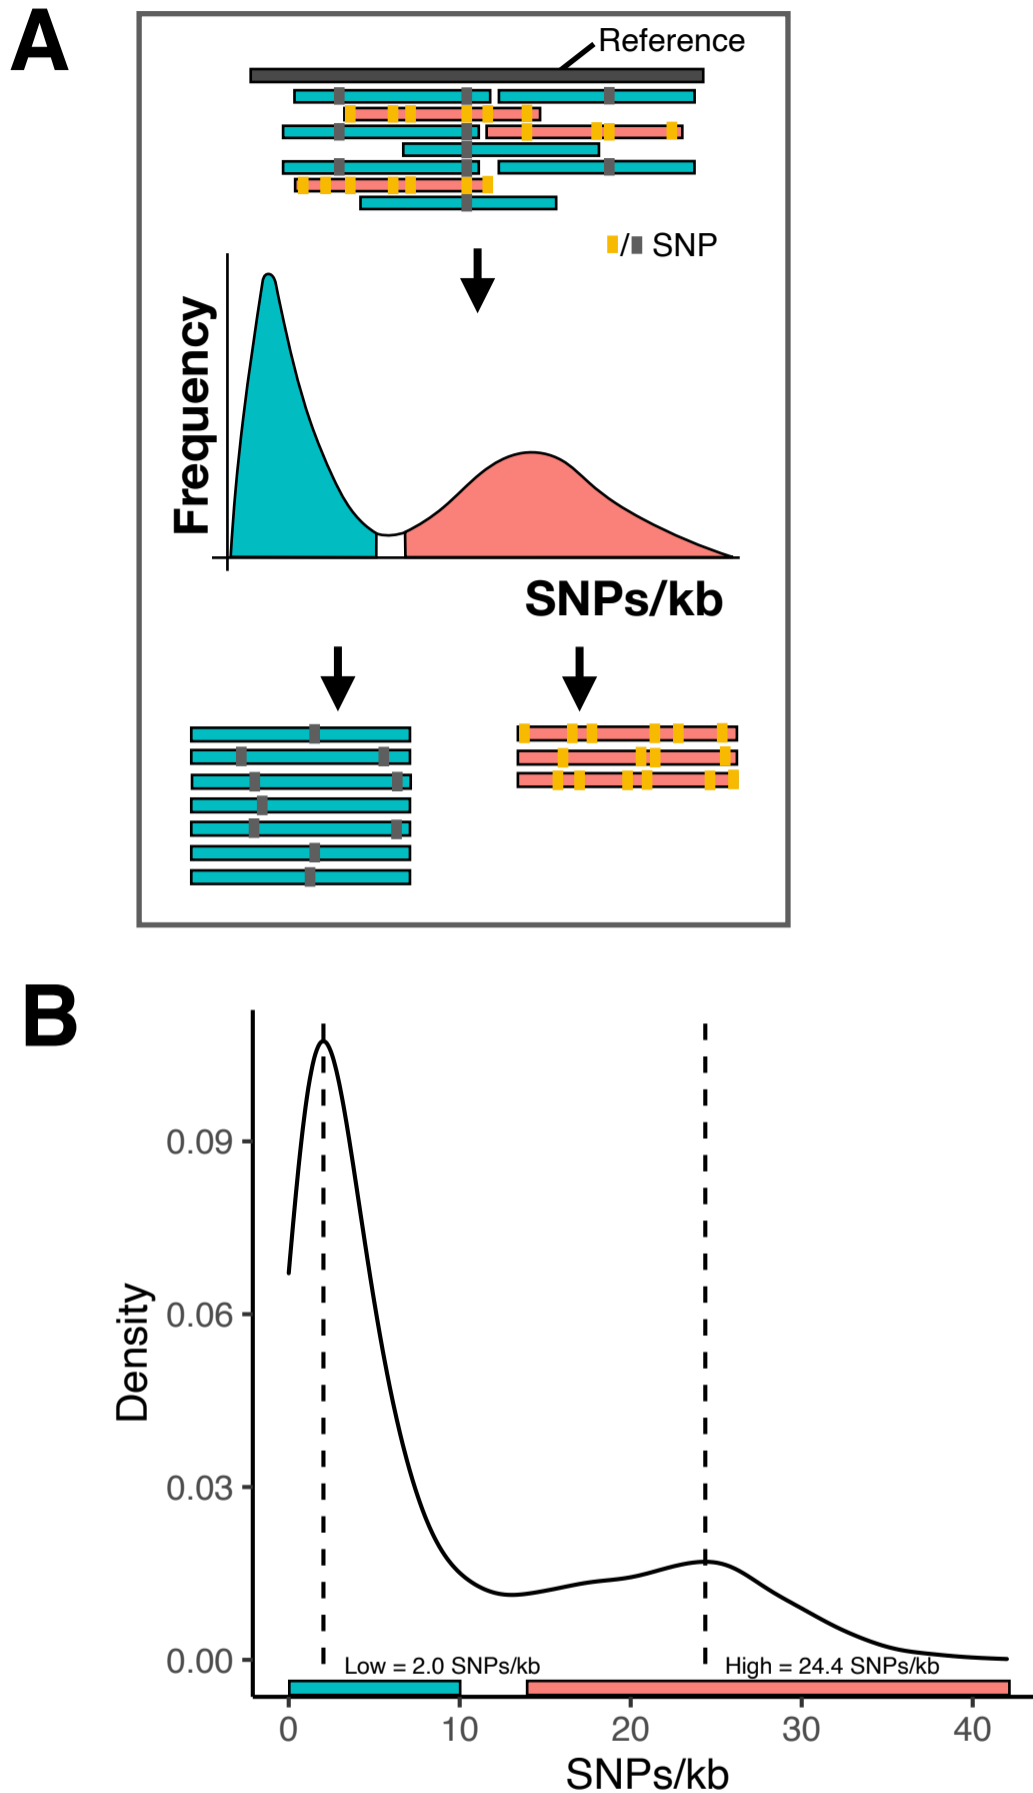 A
Reference
/ SNP
Frequency
SNPs/kb
B
0.09
0.06
0.03
0.00
Density
Low = 2.0 SNPs/kb
High = 24.4 SNPs/kb
0 10 20 30 40
SNPs/kb